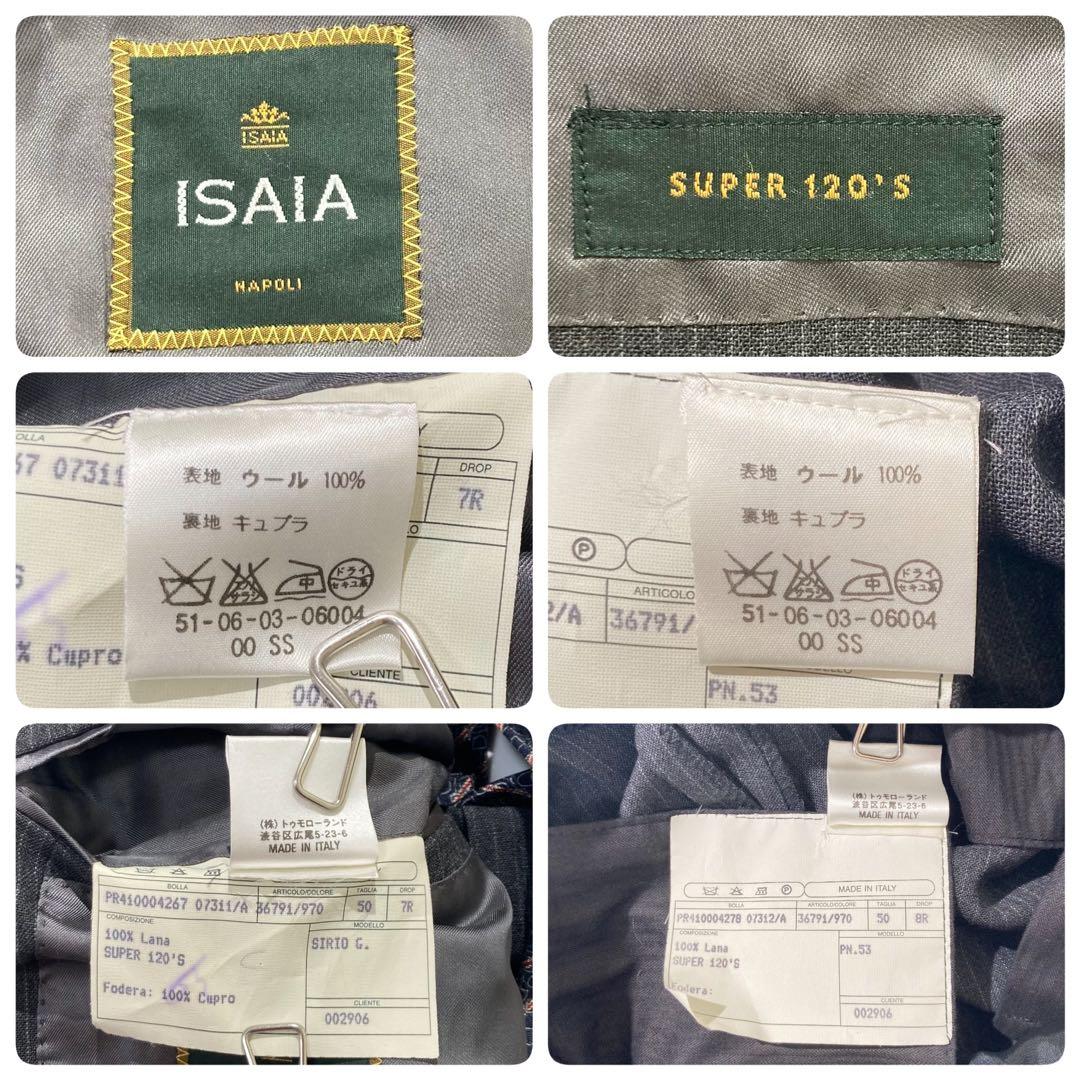 ISAIA
ISAIA
NAPOLI
SUPER 120'S
OLLA
67 07311
DROP
7R
S
% Cupro
表地 ウール 100%
裏地 キュプラ
中
ドライ
セキユ系
51-06-03-06004
00 SS
CLIENTE
002906
P
ARTICOLO
2/A
36791/
PN.53
表地 ウール 100%
裏地 キュプラ
中
ドライ
セキユ系
51-06-03-06004
00 SS
(株)トゥモローランド
渋谷区広尾5-23-6
MADE IN ITALY
BOLLA
ARTICOLO/COLORE
TAGLIA
DROP
PR410004267 07311/A
36791/970
50
7R
COMPOSIZIONE
MODELLO
100% Lana
SUPER 120'S
SIRIO G.
Fodera: 100% Cupro
CLIENTE
002906
(株)トゥモローランド
渋谷区広尾5-23-6
MADE IN ITALY
P
MADE IN ITALY
BOLLA
ARTICOLO/COLORE
TAGLIA
DROP
PR410004278 07312/A
36791/970
50
8R
COMPOSIZIONE
MODELLO
100% Lana
SUPER 120'S
PN.53
Fodera:
CLIENTE
002906